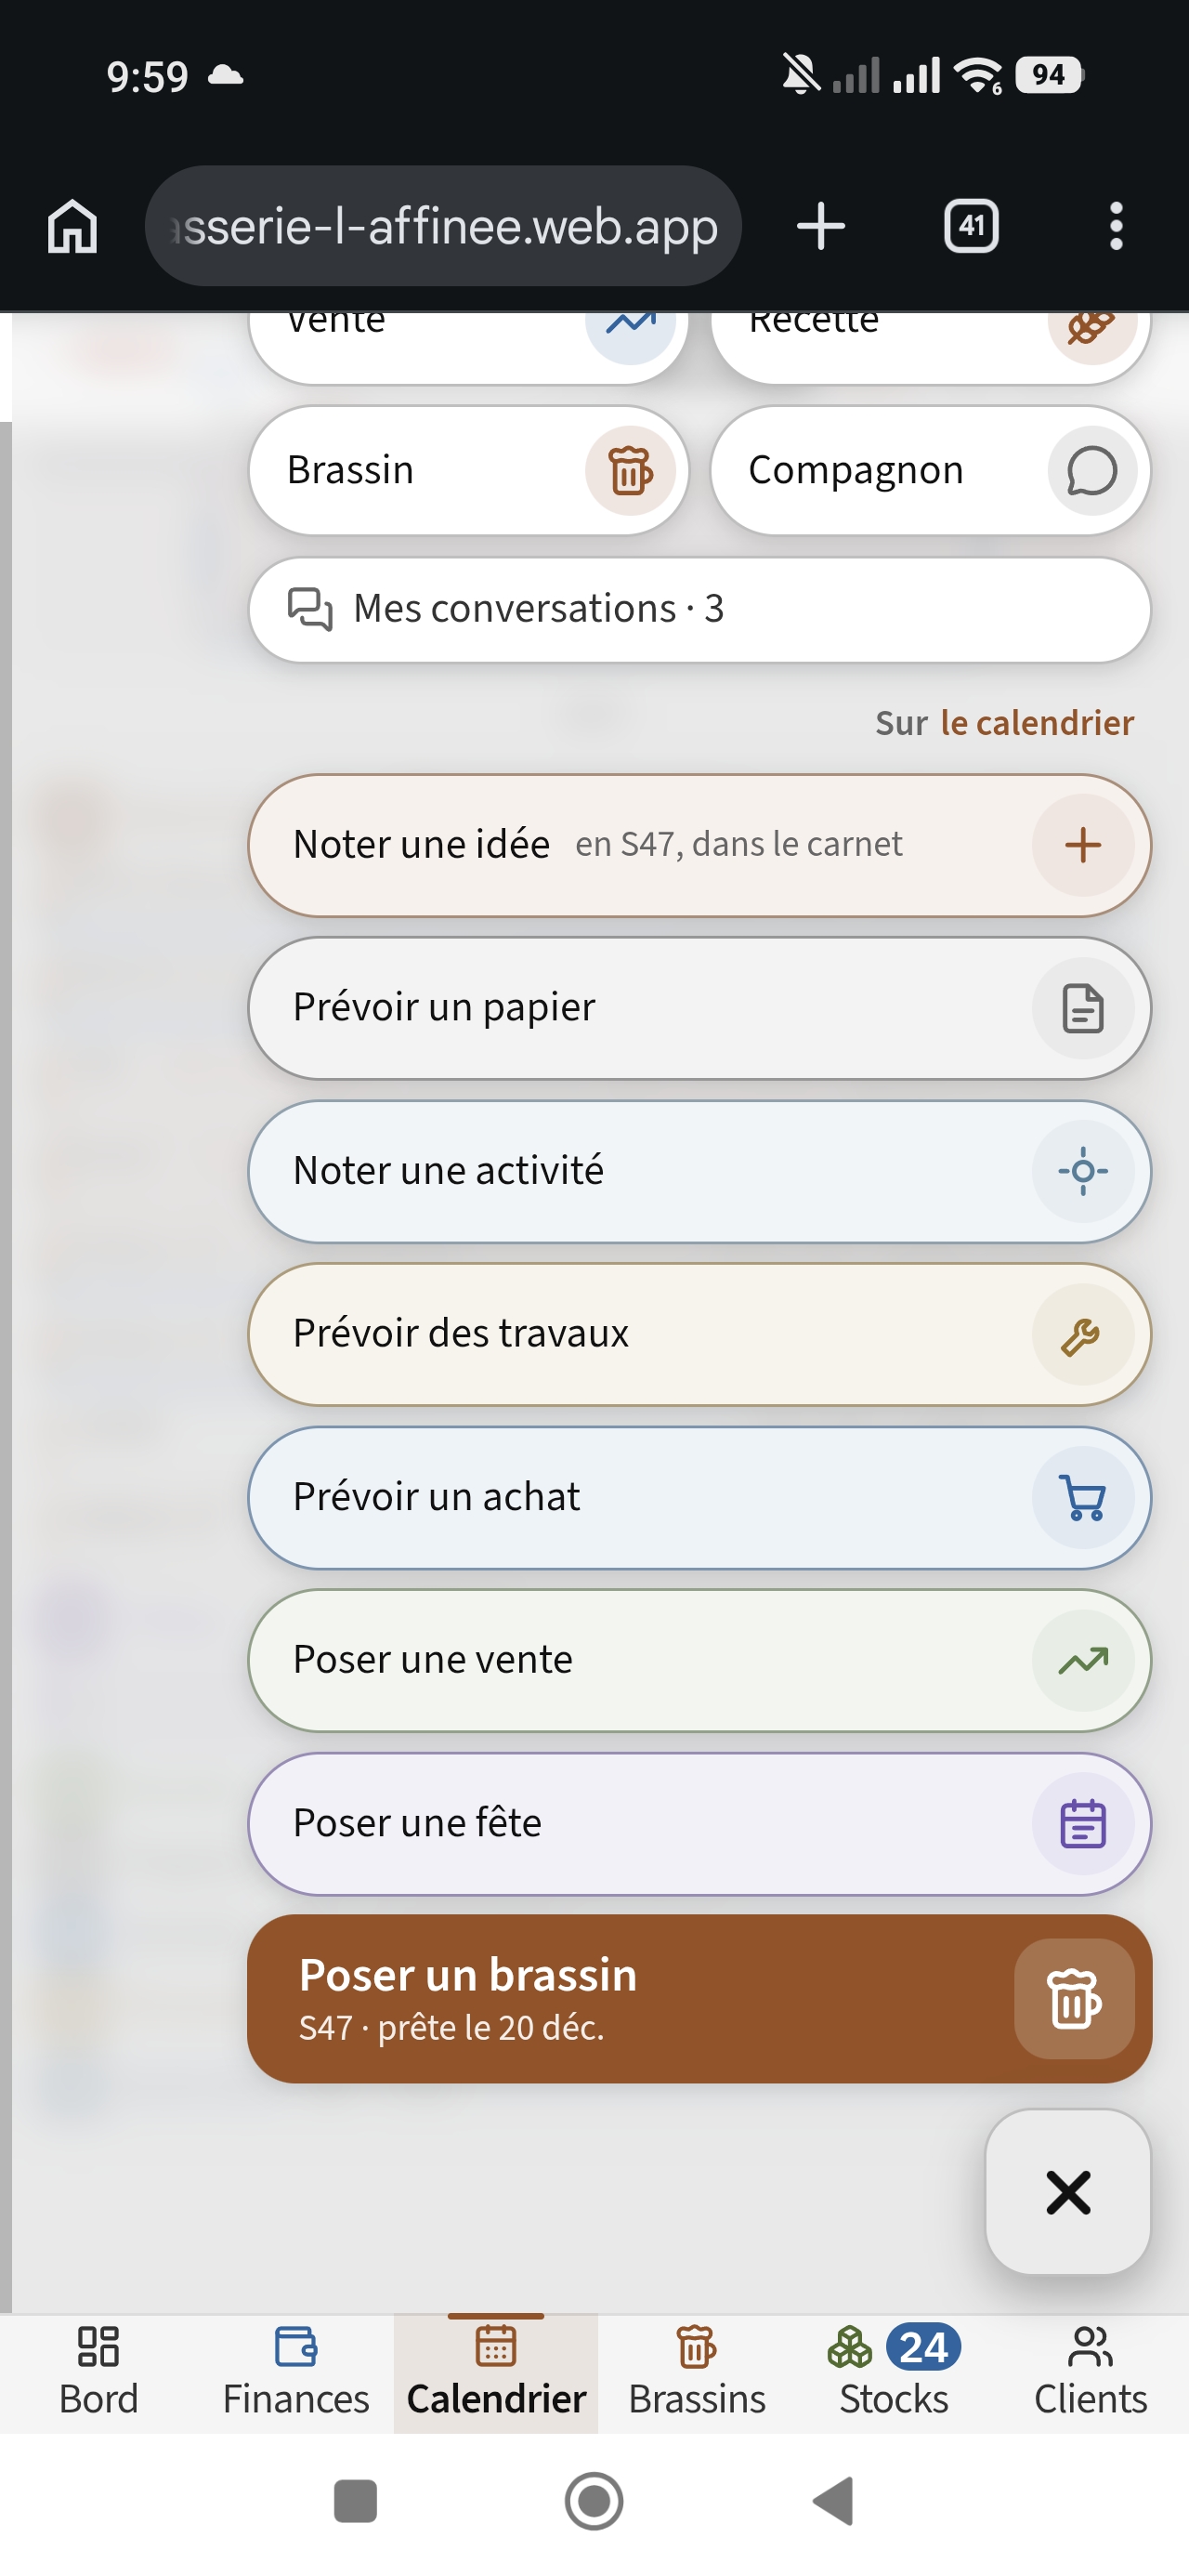 9:59
6
94
asserie-l-affinee.web.app
41
Vente
Recette
Brassin
Compagnon
Mes conversations · 3
Sur le calendrier
Noter une idée en S47, dans le carnet
Prévoir un papier
Noter une activité
Prévoir des travaux
Prévoir un achat
Poser une vente
Poser une fête
Poser un brassin
S47 · prête le 20 déc.
24
Bord
Finances
Calendrier
Brassins
Stocks
Clients